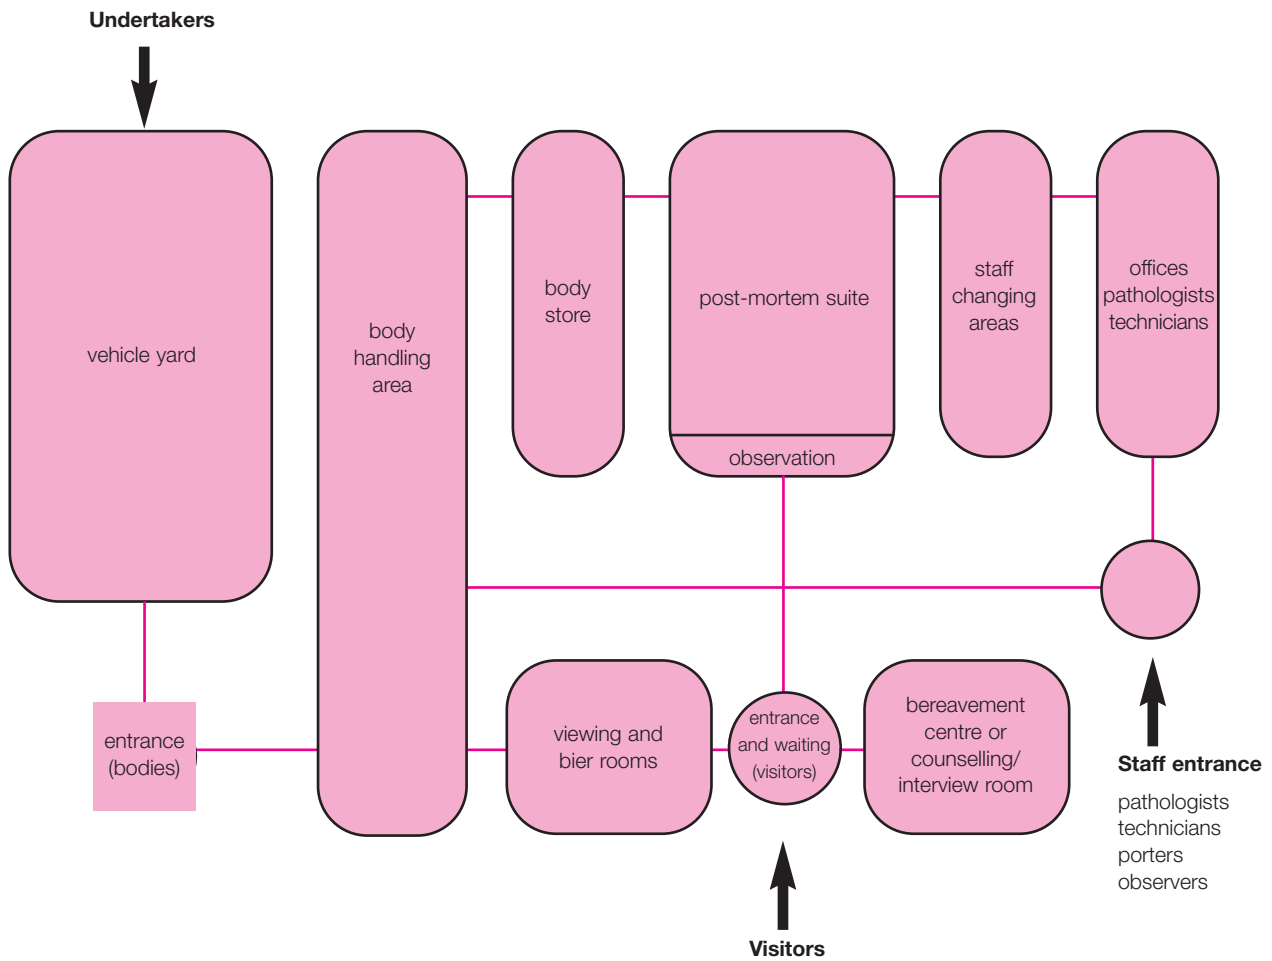 Undertakers
vehicle yard
body
handling
area
body
store
post-mortem suite
observation
staff
changing
areas
offices
pathologists
technicians
entrance
(bodies)
viewing and
bier rooms
entrance
and waiting
(visitors)
bereavement
centre or
counselling/
interview room
Staff entrance
pathologists
technicians
porters
observers
Visitors